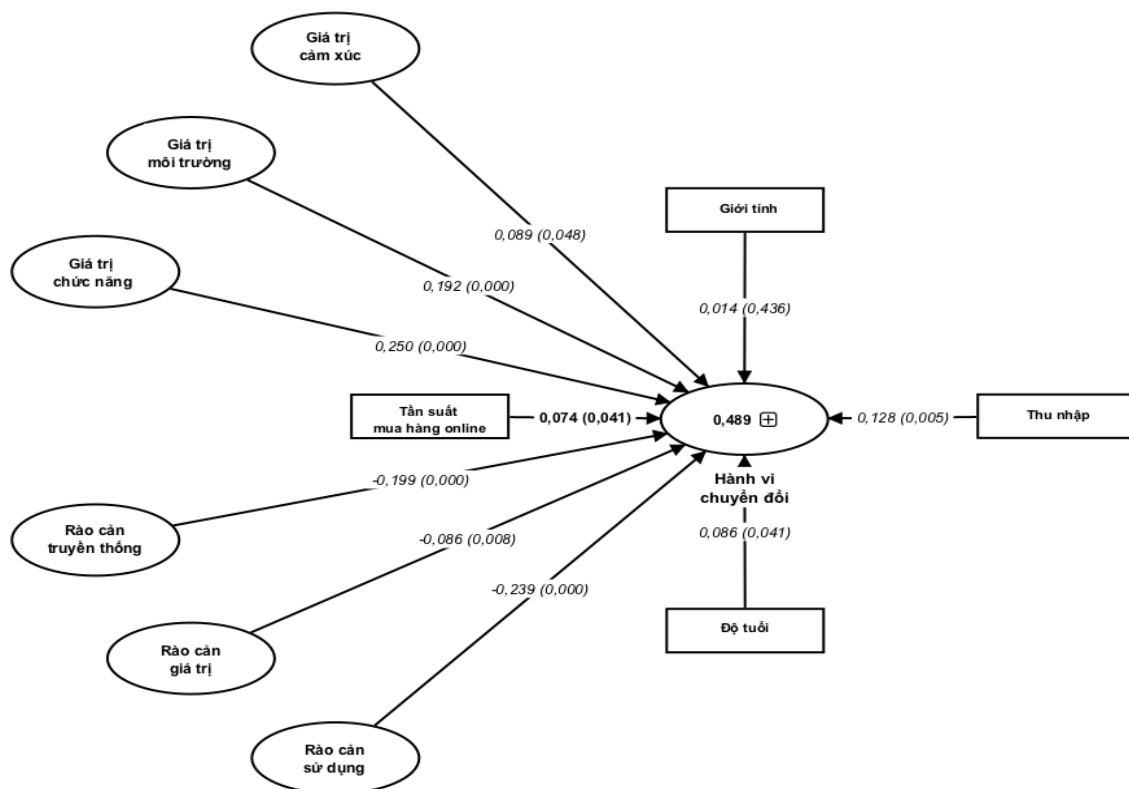 Giá trị
cảm xúc
Giá trị
môi trường
Giá trị
chức năng
Giới tính
0,089 (0,048)
0,192 (0,000)
0,014 (0,436)
0,250 (0,000)
Tần suất
mua hàng online
0,074 (0,041)
0,489
0,128 (0,005)
Thu nhập
Hành vi
chuyển đổi
-0,199 (0,000)
Rào cản
truyền thống
-0,086 (0,008)
0,086 (0,041)
-0,239 (0,000)
Độ tuổi
Rào cản
giá trị
Rào cản
sử dụng